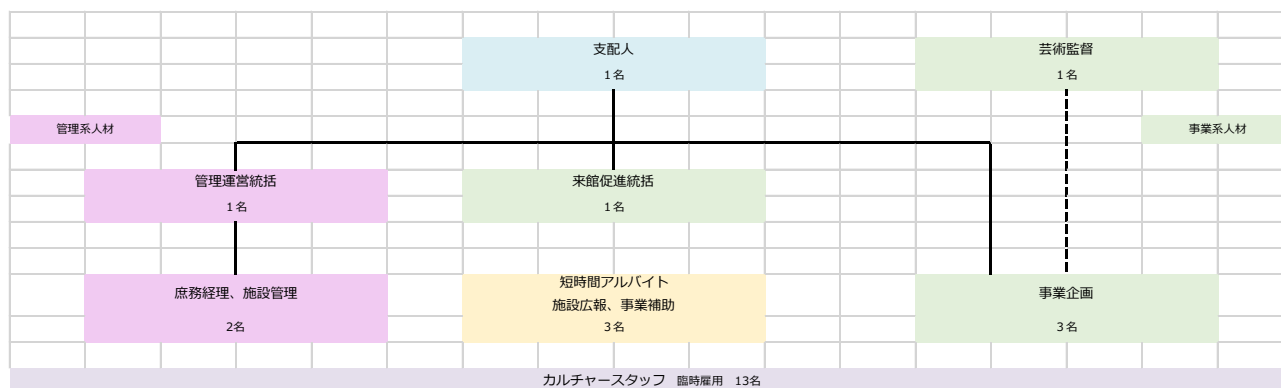 支配人
1名
芸術監督
1名
管理系人材
事業系人材
管理運営統括
1名
来館促進統括
1名
庶務経理、施設管理
2名
短時間アルバイト
施設広報、事業補助
3名
事業企画
3名
カルチャースタッフ 臨時雇用 13名